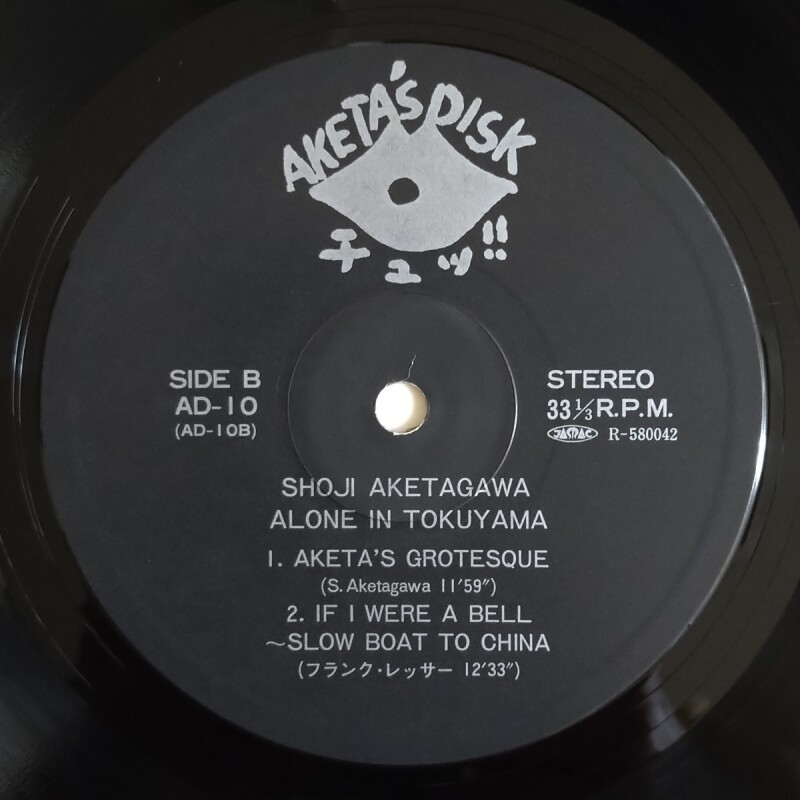 AKETA'S DISK
チュッ!!
SIDE B
AD-10
(AD-10B)
STEREO
33 1/3 R.P.M.
JASRAC R-580042
SHOJI AKETAGAWA
ALONE IN TOKUYAMA
1. AKETA'S GROTESQUE
(S. Aketagawa 11'59")
2. IF I WERE A BELL
~SLOW BOAT TO CHINA
(フランク・レッサー 12'33")